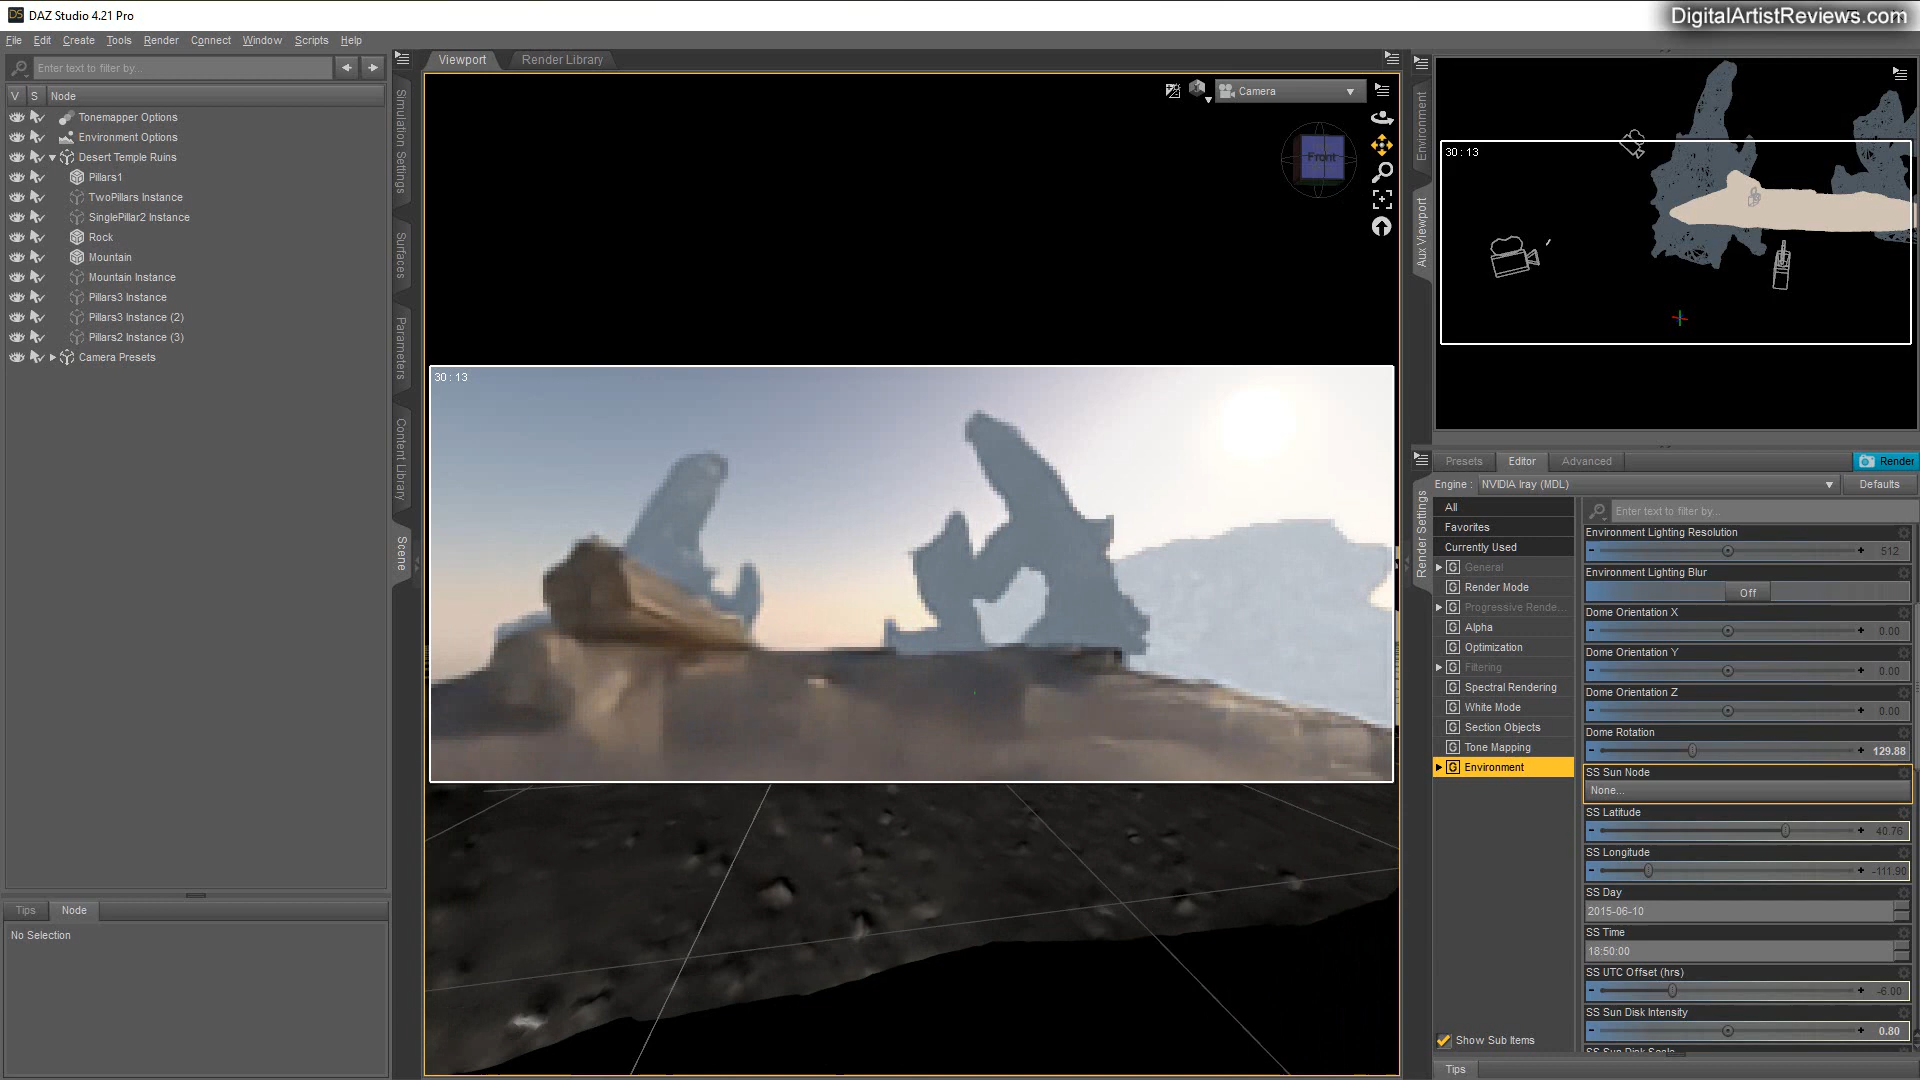 DS DAZ Studio 4.21 Pro
DigitalArtistReviews.com
File Edit Create Tools Render Connect Window Scripts Help
Enter text to filter by...
V S Node
Tonemapper Options
Environment Options
Desert Temple Ruins
Pillars1
TwoPillars Instance
SinglePillar2 Instance
Rock
Mountain
Mountain Instance
Pillars3 Instance
Pillars3 Instance (2)
Pillars2 Instance (3)
Camera Presets
Tips Node
No Selection
Simulation Settings
Surfaces
Parameters
Content Library
Scene
Viewport Render Library
Camera
Front
30 : 13
Environment
Aux Viewport
30 : 13
Render Settings
Presets Editor Advanced Render
Engine : NVIDIA Iray (MDL) Defaults
All
Favorites
Currently Used
G General
G Render Mode
G Progressive Rende...
G Alpha
G Optimization
G Filtering
G Spectral Rendering
G White Mode
G Section Objects
G Tone Mapping
G Environment
Show Sub Items
Enter text to filter by...
Environment Lighting Resolution
512
Environment Lighting Blur
Off
Dome Orientation X
0.00
Dome Orientation Y
0.00
Dome Orientation Z
0.00
Dome Rotation
129.88
SS Sun Node
None...
SS Latitude
40.76
SS Longitude
-111.90
SS Day
2015-06-10
SS Time
18:50:00
SS UTC Offset (hrs)
-6.00
SS Sun Disk Intensity
0.80
SS Sun Disk Scale
Tips